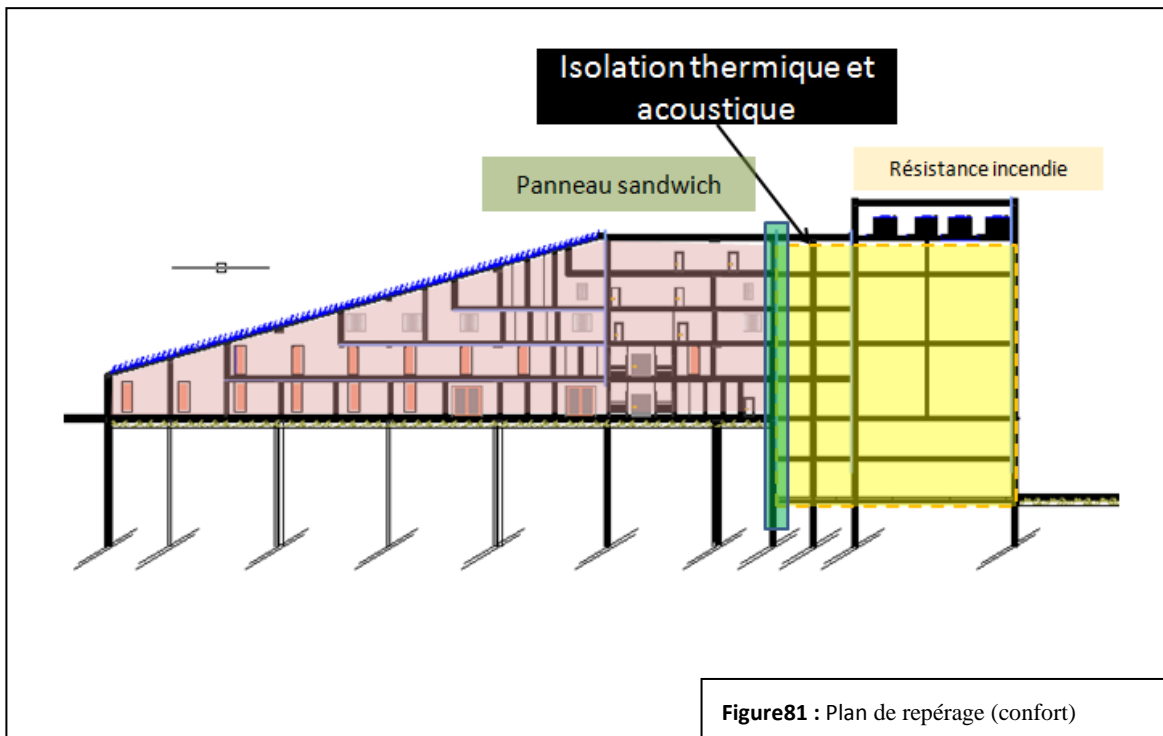 Isolation thermique et
acoustique
Panneau sandwich
Résistance incendie
Figure81 : Plan de repérage (confort)